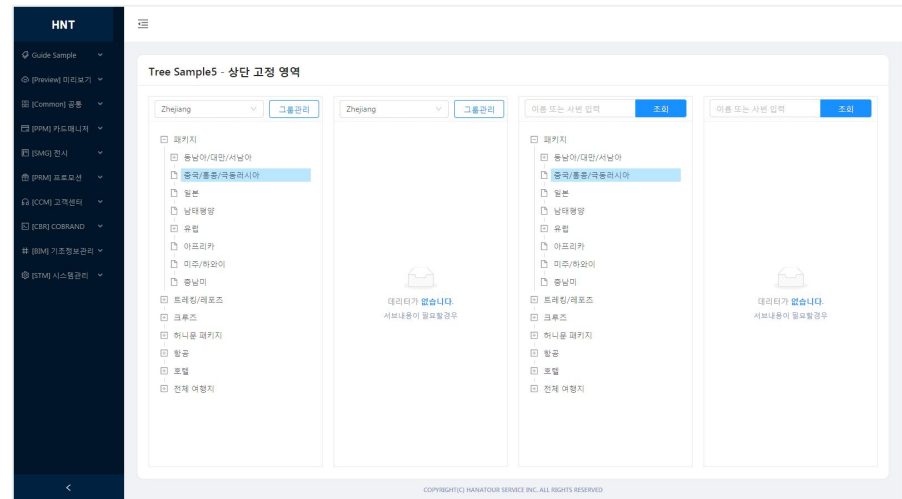 HNT
Guide Sample
[Preview] 미리보기
[Common] 공통
[PPM] 카드매니저
[SMG] 전시
[PRM] 프로모션
[CCM] 고객센터
[CBR] COBRAND
[BIM] 기초정보관리
[STM] 시스템관리
Tree Sample5 - 상단 고정 영역
Zhejiang 그룹관리
패키지
동남아/대만/서남아
중국/홍콩/극동러시아
일본
남태평양
유럽
아프리카
미주/하와이
중남미
트레킹/레포츠
크루즈
허니문 패키지
항공
호텔
전체 여행지
Zhejiang 그룹관리
데이터가 없습니다.
서브내용이 필요할경우
이름 또는 사번 입력 조회
패키지
동남아/대만/서남아
중국/홍콩/극동러시아
일본
남태평양
유럽
아프리카
미주/하와이
중남미
트레킹/레포츠
크루즈
허니문 패키지
항공
호텔
전체 여행지
이름 또는 사번 입력 조회
데이터가 없습니다.
서브내용이 필요할경우
COPYRIGHT(C) HANATOUR SERVICE INC. ALL RIGHTS RESERVED